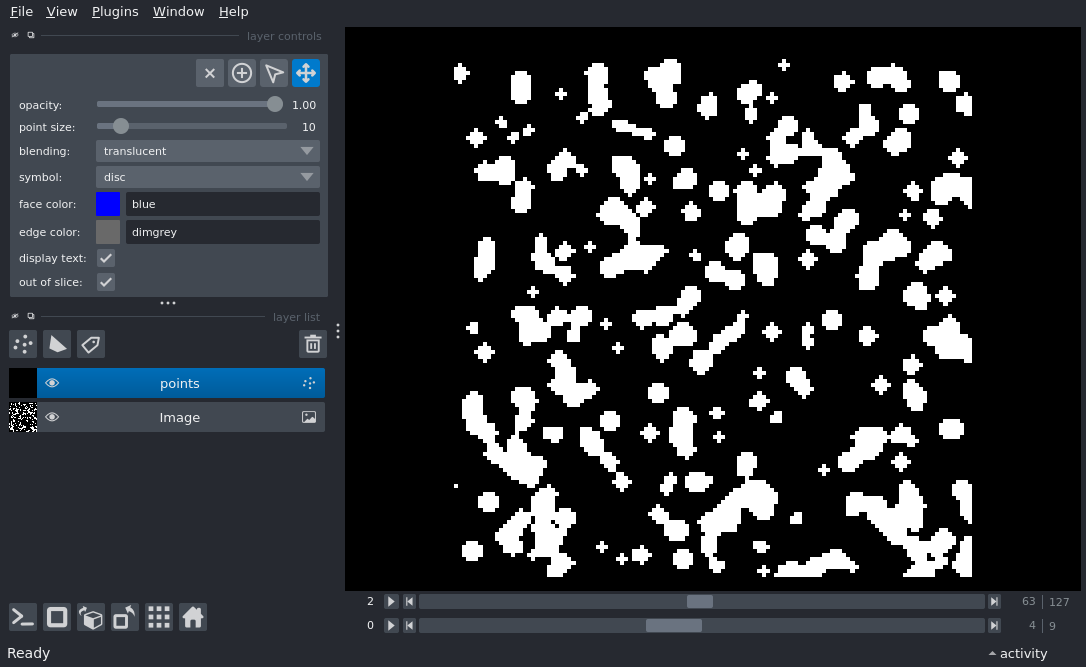 File View Plugins Window Help
layer controls
opacity: 1.00
point size: 10
blending: translucent
symbol: disc
face color: blue
edge color: dimgrey
display text:
out of slice:
layer list
points
Image
2 63 127
0 4 9
Ready activity